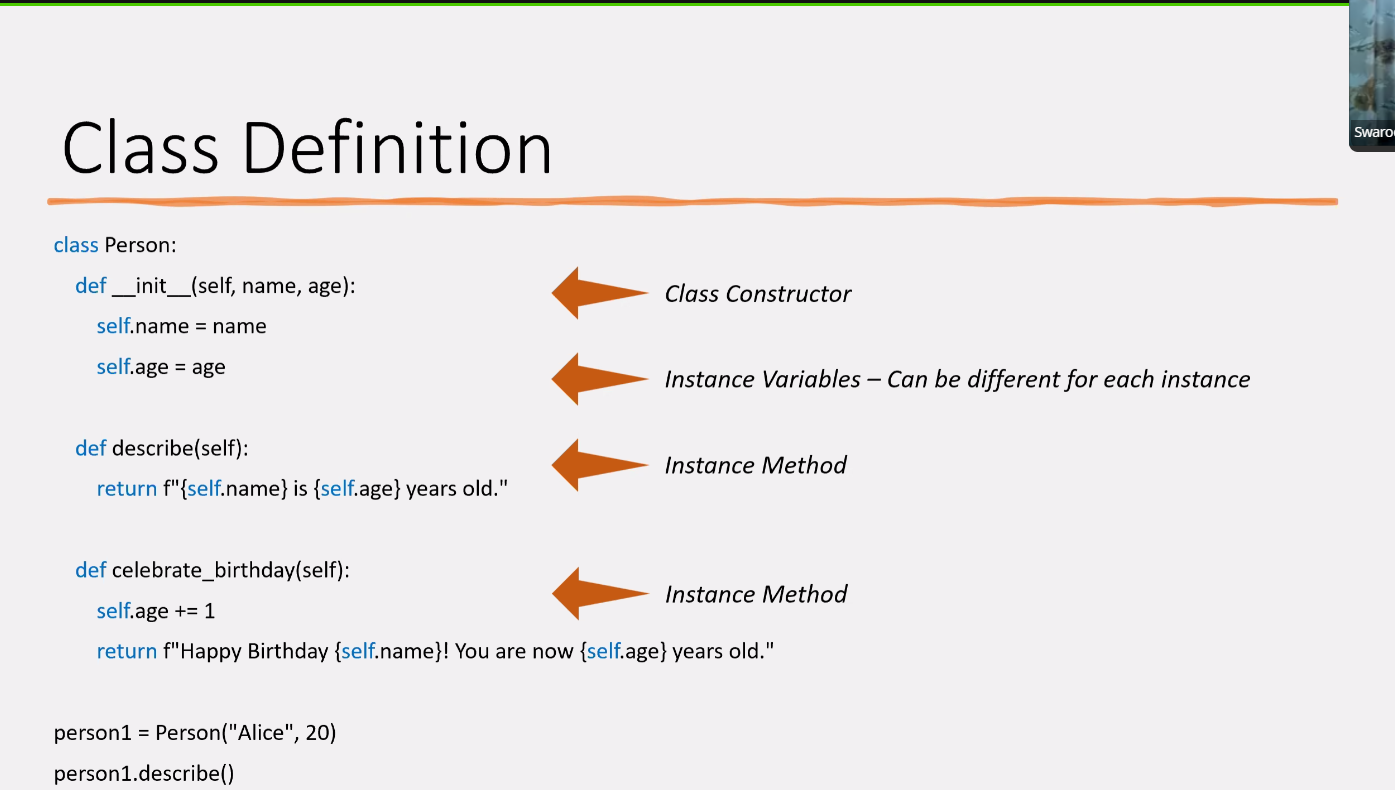 Class Definition
class Person:
def __init__(self, name, age):
Class Constructor
self.name = name
self.age = age
Instance Variables – Can be different for each instance
def describe(self):
Instance Method
return f"{self.name} is {self.age} years old."
def celebrate_birthday(self):
Instance Method
self.age += 1
return f"Happy Birthday {self.name}! You are now {self.age} years old."
person1 = Person("Alice", 20)
person1.describe()